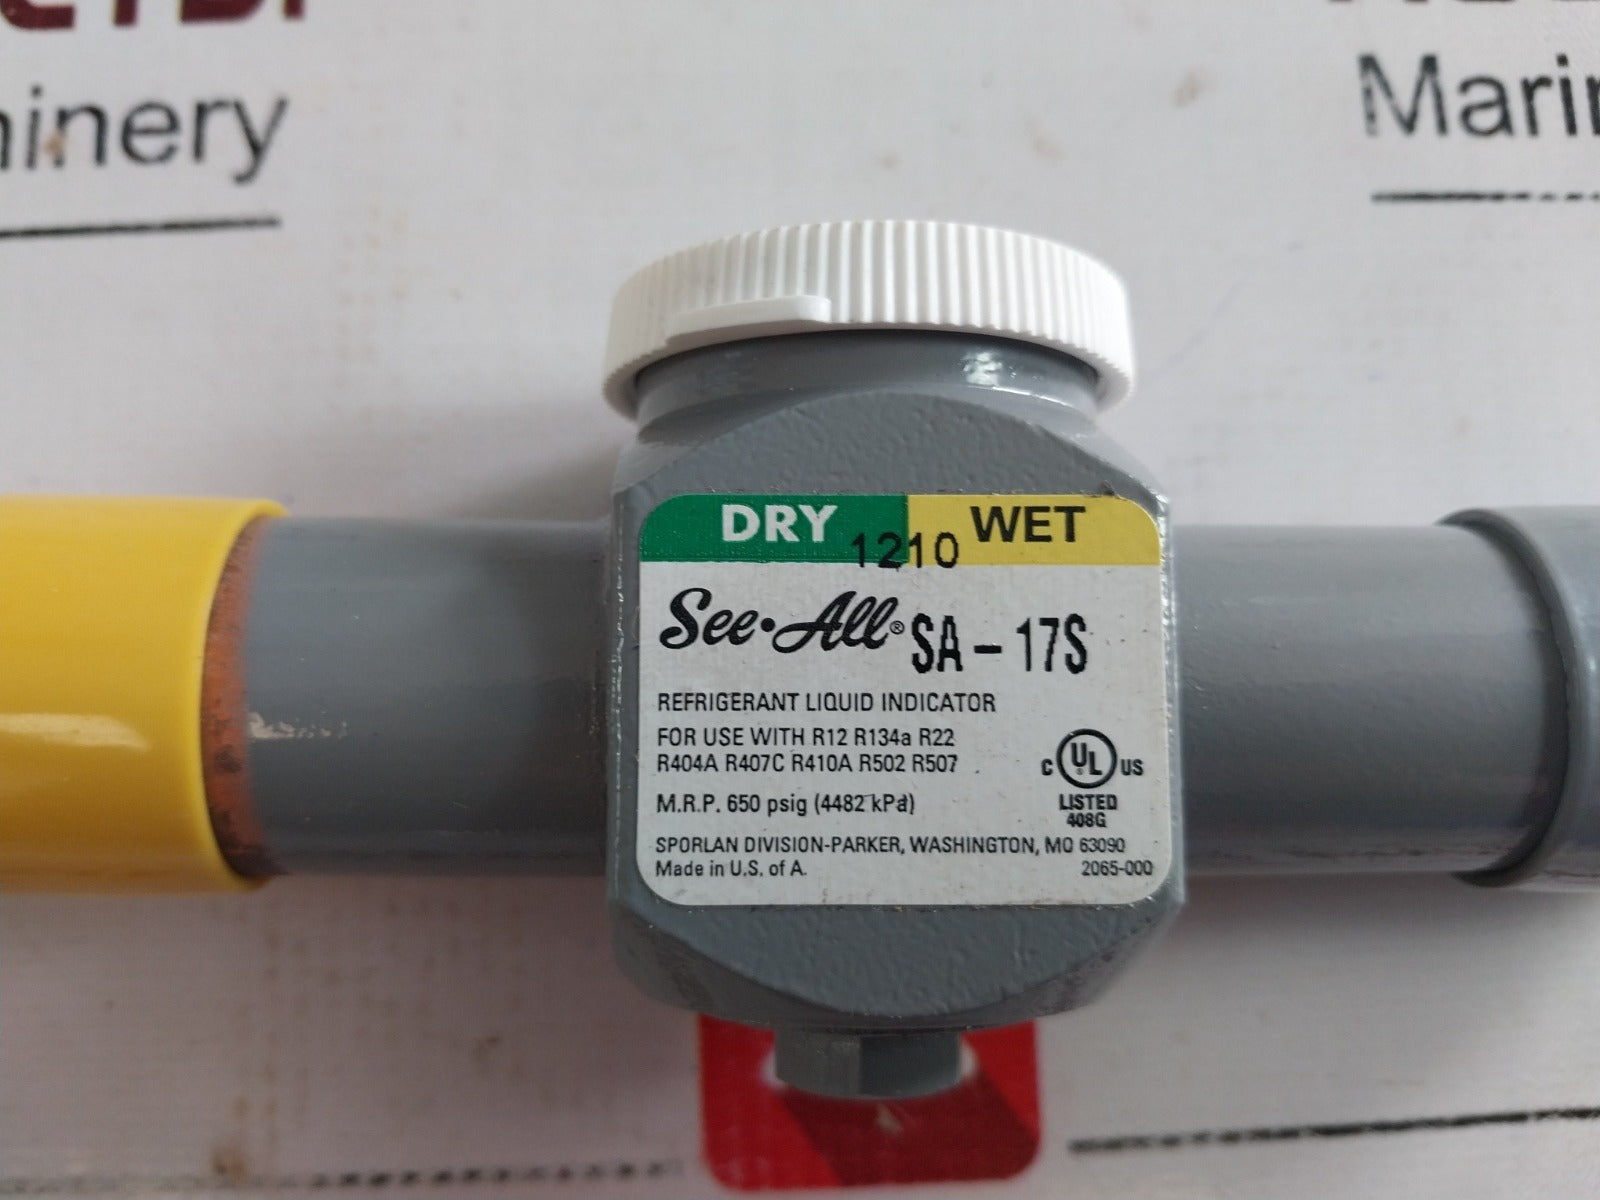 Marin
DRY 1210 WET
See·All® SA - 17S
REFRIGERANT LIQUID INDICATOR
FOR USE WITH R12 R134a R22
R404A R407C R410A R502 R507
M.R.P. 650 psig (4482 kPa)
C UL US
LISTED
408G
SPORLAN DIVISION-PARKER, WASHINGTON, MO 63090
Made in U.S. of A. 2065-000